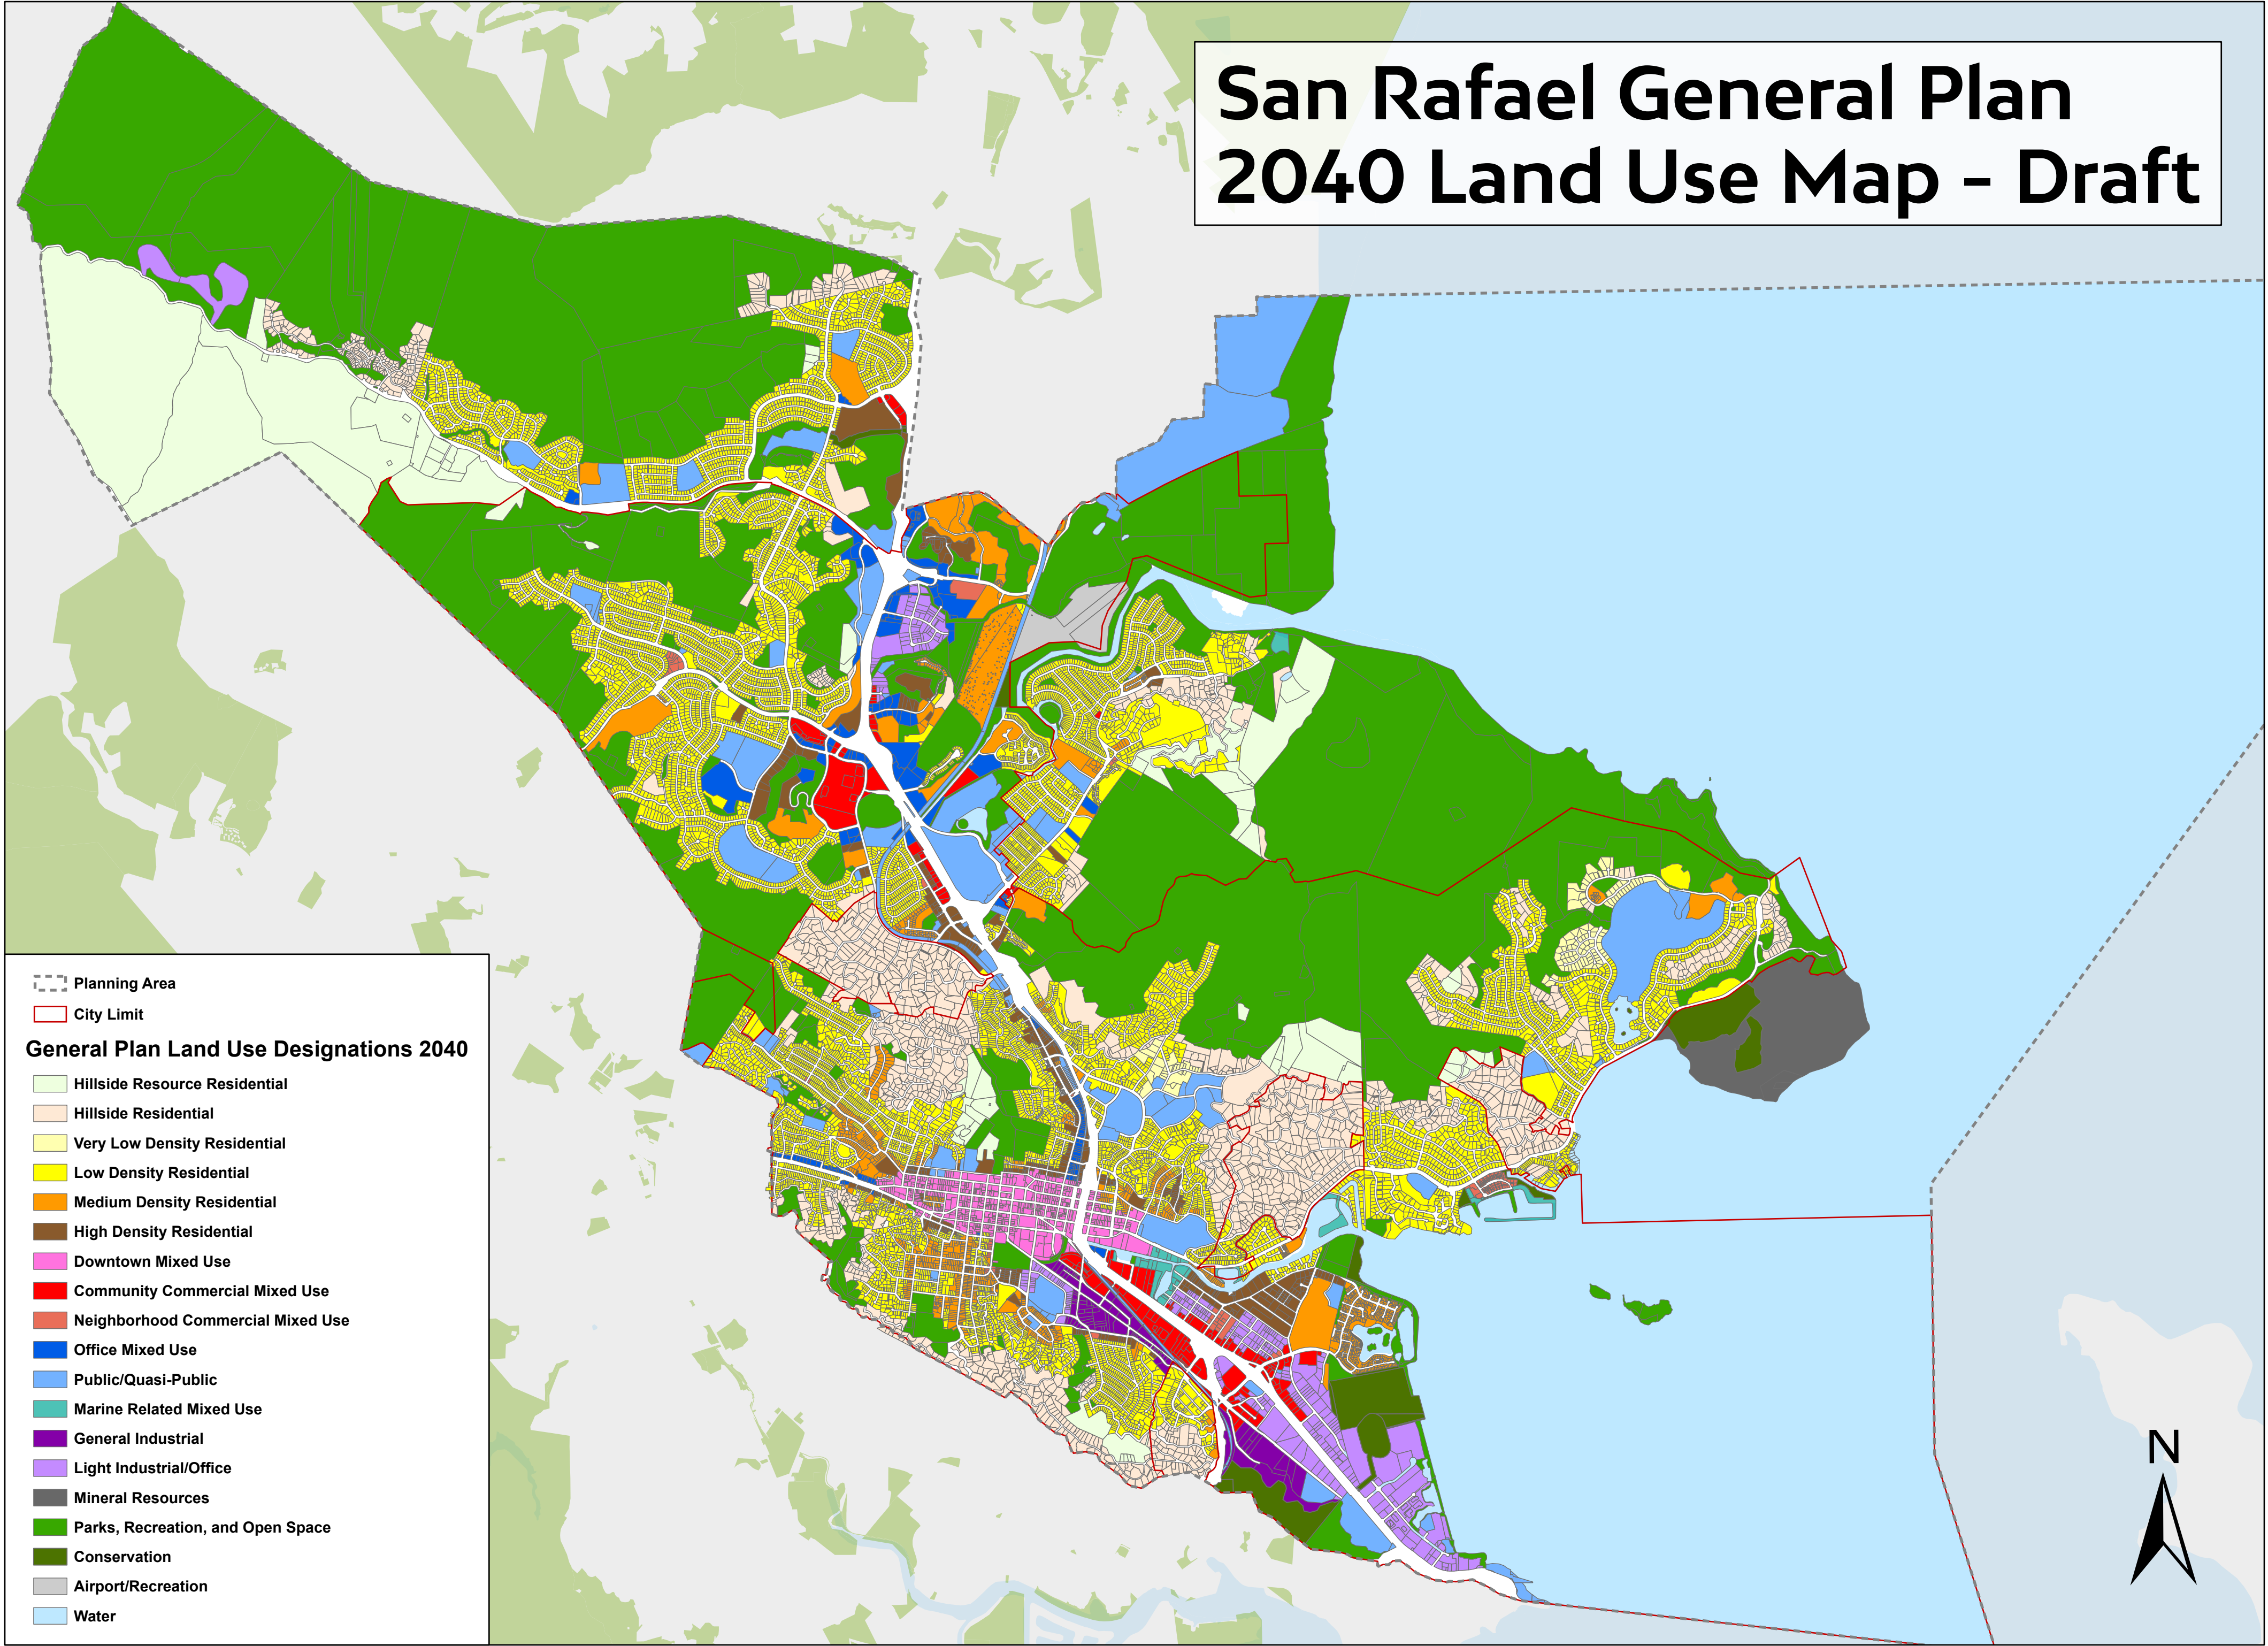 San Rafael General Plan
2040 Land Use Map - Draft
Planning Area
City Limit
General Plan Land Use Designations 2040
Hillside Resource Residential
Hillside Residential
Very Low Density Residential
Low Density Residential
Medium Density Residential
High Density Residential
Downtown Mixed Use
Community Commercial Mixed Use
Neighborhood Commercial Mixed Use
Office Mixed Use
Public/Quasi-Public
Marine Related Mixed Use
General Industrial
Light Industrial/Office
Mineral Resources
Parks, Recreation, and Open Space
Conservation
Airport/Recreation
Water
N